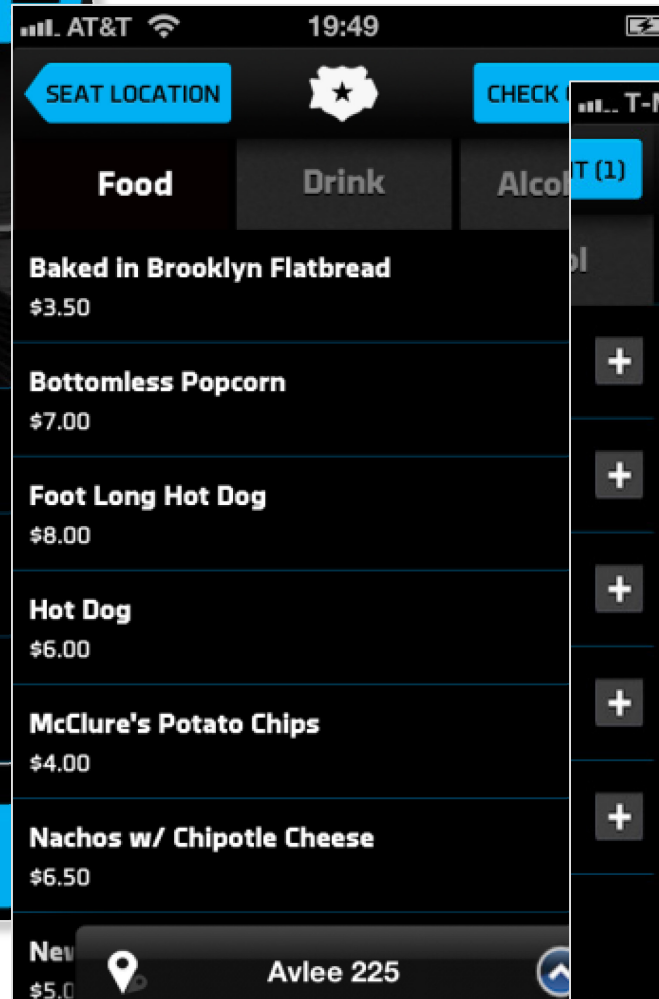 AT&T 19:49
SEAT LOCATION CHECK
Food Drink
Baked in Brooklyn Flatbread
$3.50
Bottomless Popcorn
$7.00
Foot Long Hot Dog
$8.00
Hot Dog
$6.00
McClure's Potato Chips
$4.00
Nachos w/ Chipotle Cheese
$6.50
Avlee 225
(1)